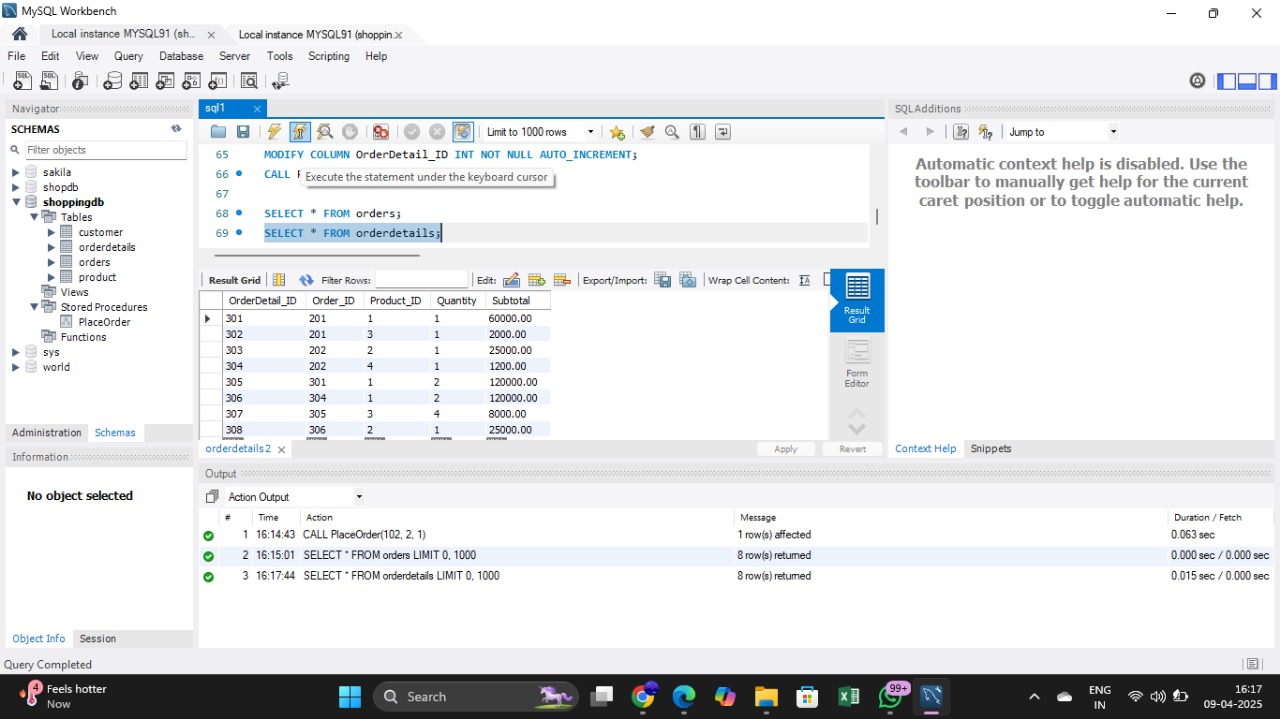 MySQL Workbench
Local instance MYSQL91 (sh... Local instance MYSQL91 (shoppin.
File Edit View Query Database Server Tools Scripting Help
Navigator
SCHEMAS
Filter objects
sakila
shopdb
shoppingdb
Tables
customer
orderdetails
orders
product
Views
Stored Procedures
PlaceOrder
Functions
sys
world
Administration Schemas
Information
No object selected
Object Info Session
sql1
Limit to 1000 rows
65 MODIFY COLUMN OrderDetail_ID INT NOT NULL AUTO_INCREMENT;
66 CALL
Execute the statement under the keyboard cursor
67
68 SELECT * FROM orders;
69 SELECT * FROM orderdetails;
Result Grid Filter Rows: Edit: Export/Import: Wrap Cell Content:
OrderDetail_ID Order_ID Product_ID Quantity Subtotal
301 201 1 1 60000.00
302 201 3 1 2000.00
303 202 2 1 25000.00
304 202 4 1 1200.00
305 301 1 2 120000.00
306 304 1 2 120000.00
307 305 3 4 8000.00
308 306 2 1 25000.00
Result
Grid
Form
Editor
orderdetails 2 Apply Revert
SQLAdditions
Jump to
Automatic context help is disabled. Use the
toolbar to manually get help for the current
caret position or to toggle automatic help.
Context Help Snippets
Output
Action Output
# Time Action Message Duration / Fetch
1 16:14:43 CALL PlaceOrder(102, 2, 1) 1 row(s) affected 0.063 sec
2 16:15:01 SELECT * FROM orders LIMIT 0, 1000 8 row(s) returned 0.000 sec / 0.000 sec
3 16:17:44 SELECT * FROM orderdetails LIMIT 0, 1000 8 row(s) returned 0.015 sec / 0.000 sec
Query Completed
4
Feels hotter
Now
Search
99+
ENG
IN
16:17
09-04-2025